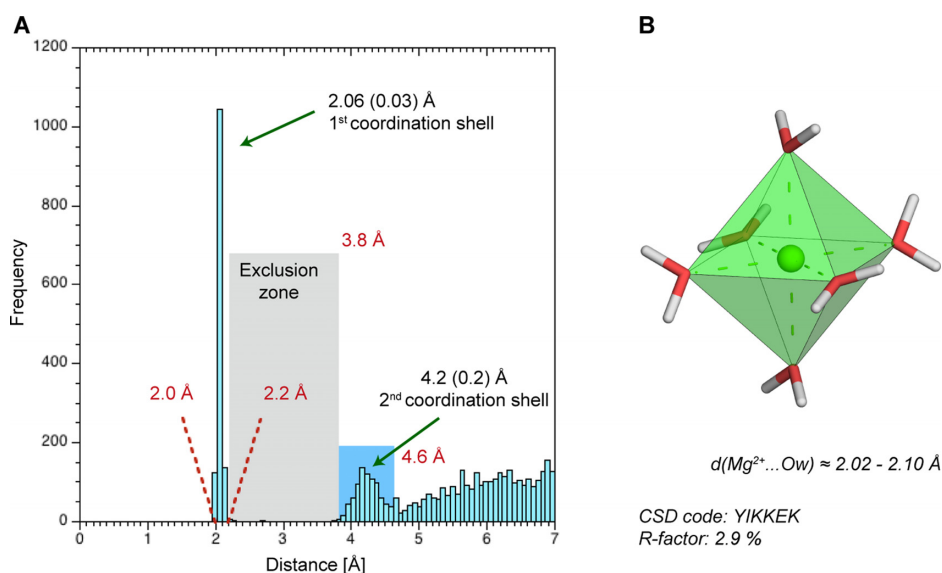 A
1200
1000
800
600
400
200
0
Frequency
0 1 2 3 4 5 6 7
Distance [Å]
2.06 (0.03) Å
1st coordination shell
3.8 Å
Exclusion
zone
2.0 Å
2.2 Å
4.2 (0.2) Å
2nd coordination shell
4.6 Å
B
d(Mg2+...Ow) ≈ 2.02 - 2.10 Å
CSD code: YIKKEK
R-factor: 2.9 %